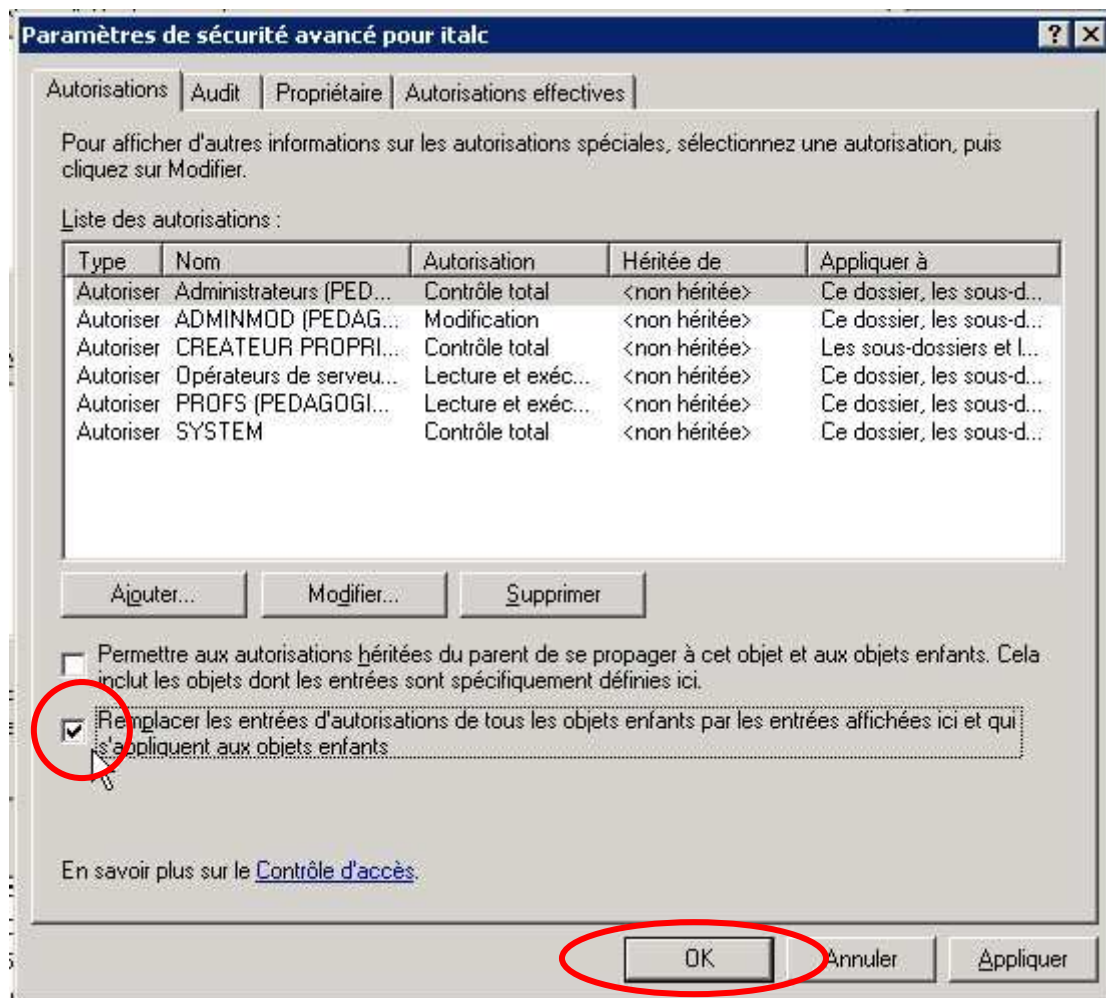 Paramètres de sécurité avancé pour italc
Autorisations Audit Propriétaire Autorisations effectives
Pour afficher d'autres informations sur les autorisations spéciales, sélectionnez une autorisation, puis
cliquez sur Modifier.
Liste des autorisations :
Type Nom Autorisation Héritée de Appliquer à
Autoriser Administrateurs (PED... Contrôle total <non héritée> Ce dossier, les sous-d...
Autoriser ADMINMOD (PEDAG... Modification <non héritée> Ce dossier, les sous-d...
Autoriser CREATEUR PROPRI... Contrôle total <non héritée> Les sous-dossiers et l...
Autoriser Opérateurs de serveu... Lecture et exéc... <non héritée> Ce dossier, les sous-d...
Autoriser PROFS (PEDAGOGI... Lecture et exéc... <non héritée> Ce dossier, les sous-d...
Autoriser SYSTEM Contrôle total <non héritée> Ce dossier, les sous-d...
Ajouter... Modifier... Supprimer
Permettre aux autorisations héritées du parent de se propager à cet objet et aux objets enfants. Cela
inclut les objets dont les entrées sont spécifiquement définies ici.
Remplacer les entrées d'autorisations de tous les objets enfants par les entrées affichées ici et qui
s'appliquent aux objets enfants
En savoir plus sur le Contrôle d'accès.
OK Annuler Appliquer